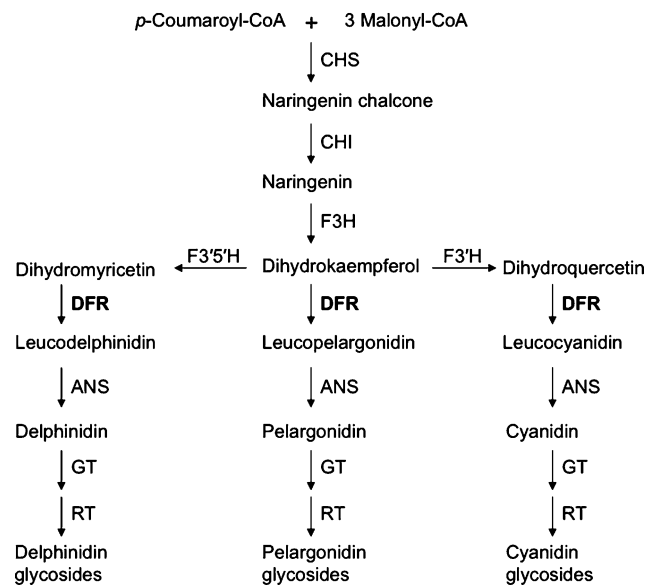 p-Coumaroyl-CoA + 3 Malonyl-CoA
CHS
Naringenin chalcone
CHI
Naringenin
F3H
Dihydromyricetin F3′5′H Dihydrokaempferol F3′H Dihydroquercetin
DFR DFR DFR
Leucodelphinidin Leucopelargonidin Leucocyanidin
ANS ANS ANS
Delphinidin Pelargonidin Cyanidin
GT GT GT
RT RT RT
Delphinidin Pelargonidin Cyanidin
glycosides glycosides glycosides